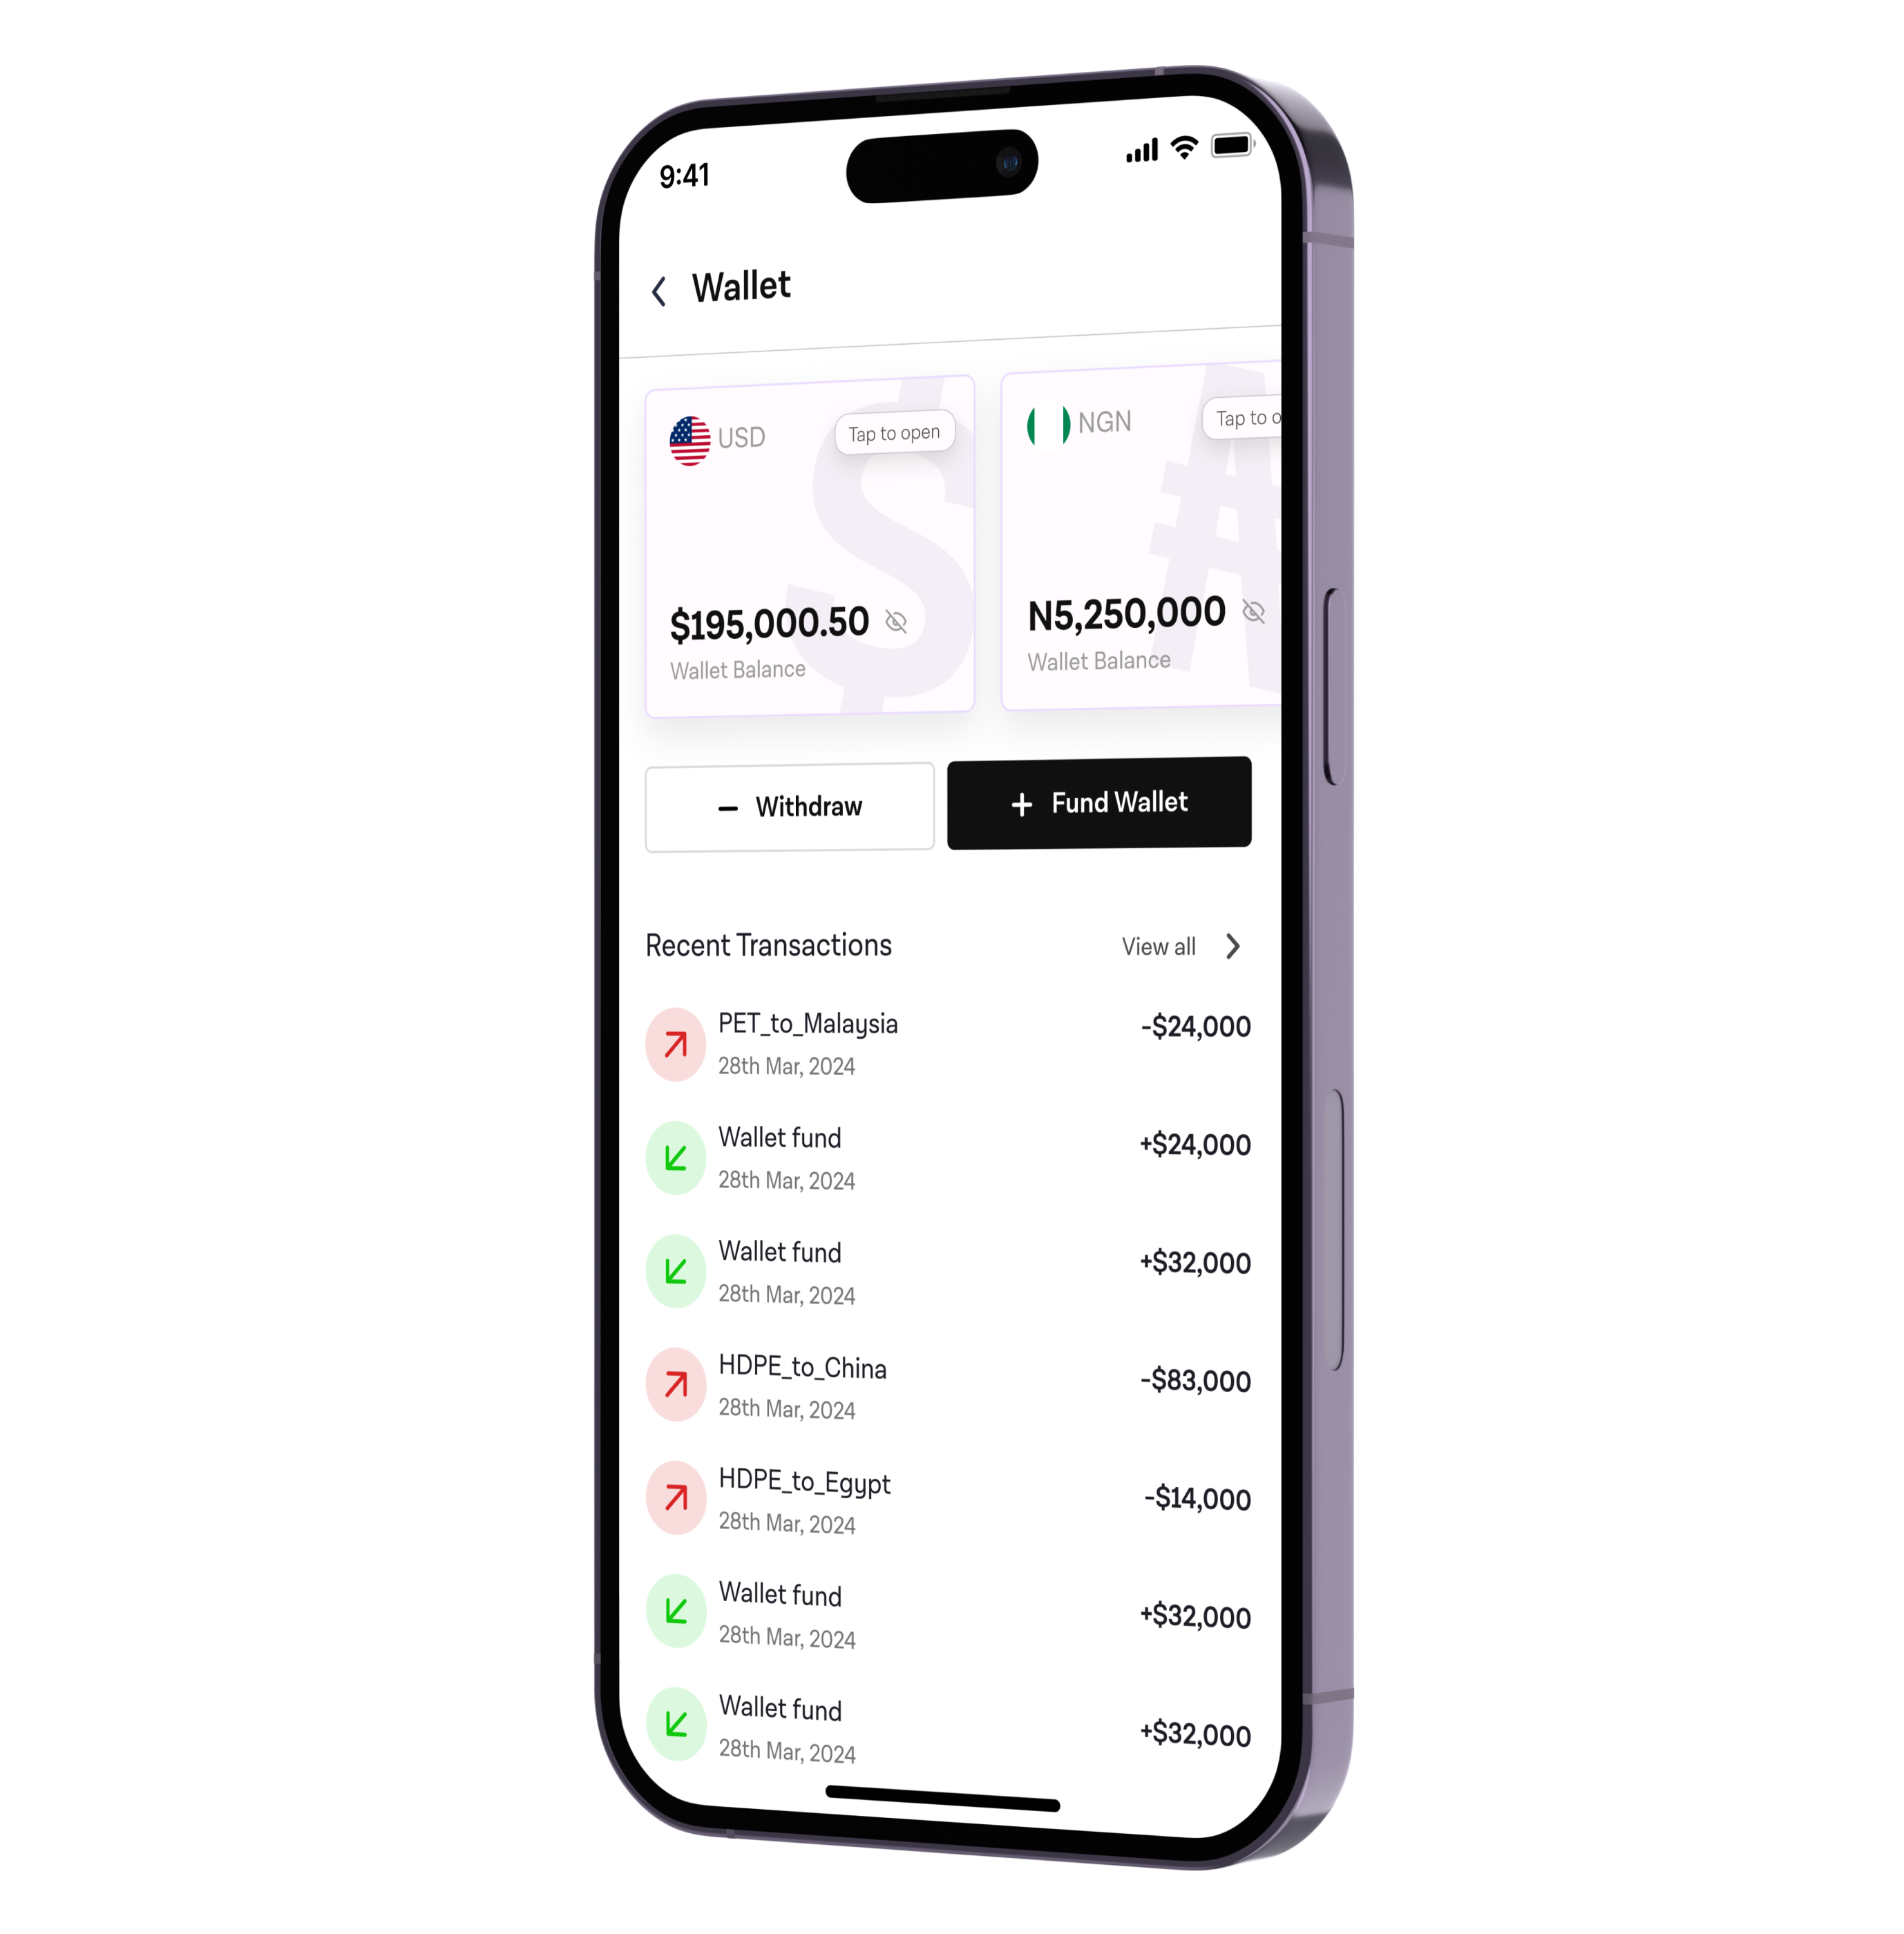 9:41
Wallet
USD
Tap to open
NGN
Tap to o
$
₦
$195,000.50
N5,250,000
Wallet Balance
Wallet Balance
Withdraw
Fund Wallet
Recent Transactions
View all
PET_to_Malaysia
-$24,000
28th Mar, 2024
Wallet fund
+$24,000
28th Mar, 2024
Wallet fund
+$32,000
28th Mar, 2024
HDPE_to_China
-$83,000
28th Mar, 2024
HDPE_to_Egypt
-$14,000
28th Mar, 2024
Wallet fund
+$32,000
28th Mar, 2024
Wallet fund
+$32,000
28th Mar, 2024